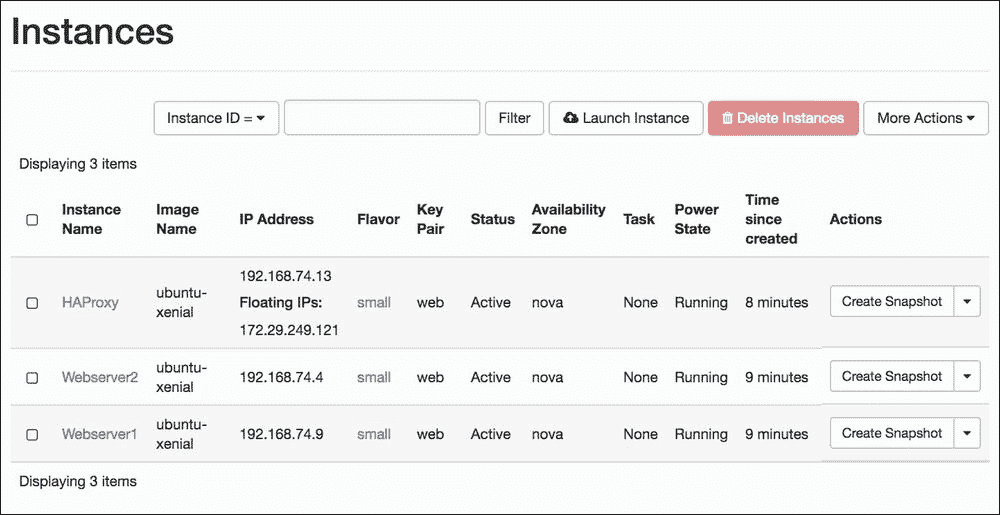 Instances
Instance ID = Filter Launch Instance Delete Instances More Actions
Displaying 3 items
Instance Name Image Name IP Address Flavor Key Pair Status Availability Zone Task Power State Time since created Actions
HAProxy ubuntu-xenial 192.168.74.13 Floating IPs: 172.29.249.121 small web Active nova None Running 8 minutes Create Snapshot
Webserver2 ubuntu-xenial 192.168.74.4 small web Active nova None Running 9 minutes Create Snapshot
Webserver1 ubuntu-xenial 192.168.74.9 small web Active nova None Running 9 minutes Create Snapshot
Displaying 3 items